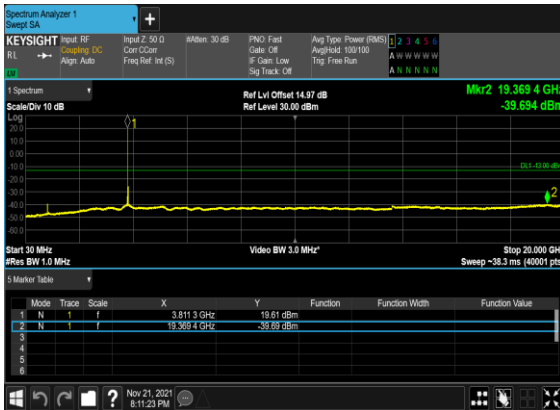 Spectrum Analyzer 1
Swept SA
+
KEYSIGHT
RL
Input: RF
Coupling: DC
Align: Auto
Input Z: 50 Ω
Corr CCorr
Freq Ref: Int (S)
#Atten: 30 dB
PNO: Fast
Gate: Off
IF Gain: Low
Sig Track: Off
Avg Type: Power (RMS)
Avg|Hold: 100/100
Trig: Free Run
1 2 3 4 5 6
A W W W W W
A N N N N N
1 Spectrum
Scale/Div 10 dB
Ref Lvl Offset 14.97 dB
Ref Level 30.00 dBm
Mkr2 19.369 4 GHz
-39.694 dBm
Log
20.0
10.0
0.00
-10.0
-20.0
-30.0
-40.0
-50.0
-60.0
1
DL1 -13.00 dBm
2
Start 30 MHz
#Res BW 1.0 MHz
Video BW 3.0 MHz*
Stop 20.000 GH
Sweep ~38.3 ms (40001 pts
5 Marker Table
Mode Trace Scale X Y Function Function Width Function Value
1 N 1 f 3.811 3 GHz 19.61 dBm
2 N 1 f 19.369 4 GHz -39.69 dBm
3
4
5
6
?
Nov 21, 2021
8:11:23 PM